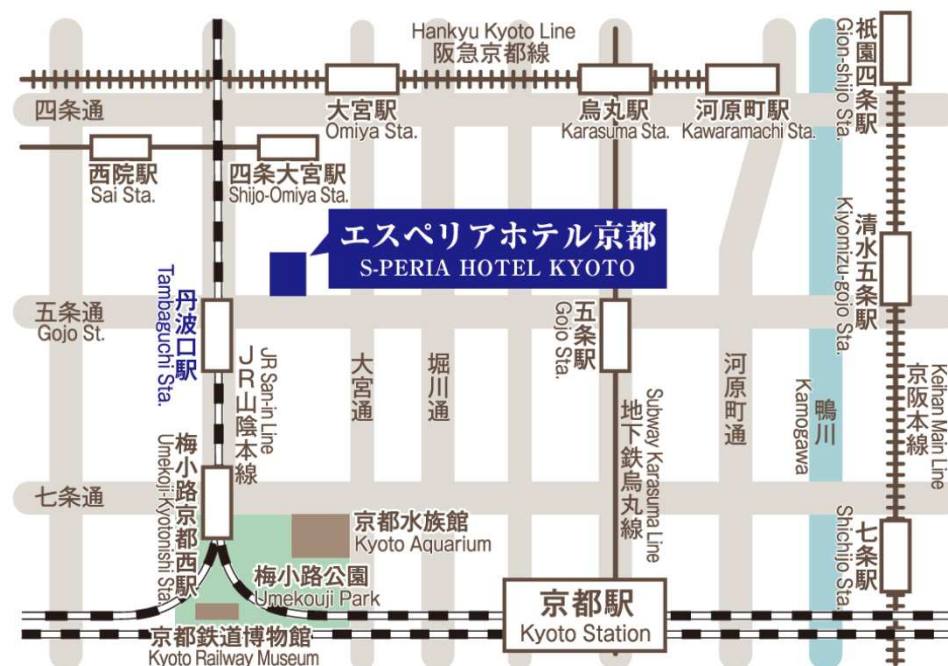 Hankyu Kyoto Line
阪急京都線
祇園四条駅
Gion-shijo Sta.
四条通
大宮駅
Omiya Sta.
烏丸駅
Karasuma Sta.
河原町駅
Kawaramachi Sta.
西院駅
Sai Sta.
四条大宮駅
Shijo-Omiya Sta.
エスペリアホテル京都
S-PERIA HOTEL KYOTO
清水五条駅
Kiyomizu-gojo Sta.
五条通
Gojo St.
丹波口駅
Tambaguchi Sta.
JR San-in Line
JR山陰本線
大宮通
堀川通
五条駅
Gojo Sta.
Subway Karasuma Line
地下鉄烏丸線
河原町通
鴨川
Kamogawa
Keihan Main Line
京阪本線
七条通
梅小路京都西駅
Umekoji-Kyotonishi Sta.
京都水族館
Kyoto Aquarium
梅小路公園
Umekouji Park
京都鉄道博物館
Kyoto Railway Museum
京都駅
Kyoto Station
七条駅
Shichijo Sta.